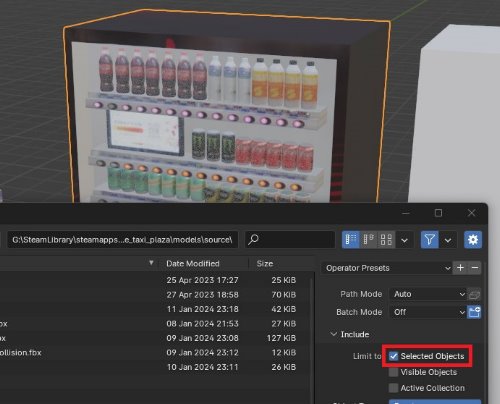 G:\SteamLibrary\steamapps...e_taxi_plaza\models\source\
Date Modified Size
25 Apr 2023 17:27 25 KiB
27 Apr 2023 18:58 70 KiB
11 Jan 2024 23:18 42 KiB
bx 08 Jan 2024 21:53 27 KiB
bx 09 Jan 2024 23:08 127 KiB
ollision.fbx 09 Jan 2024 23:12 12 KiB
10 Jan 2024 23:11 26 KiB
Operator Presets
Path Mode Auto
Batch Mode Off
Include
Limit to Selected Objects
Visible Objects
Active Collection